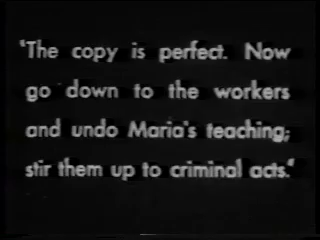 'The copy is perfect. Now
go down to the workers
and undo Maria's teaching;
stir them up to criminal acts.'